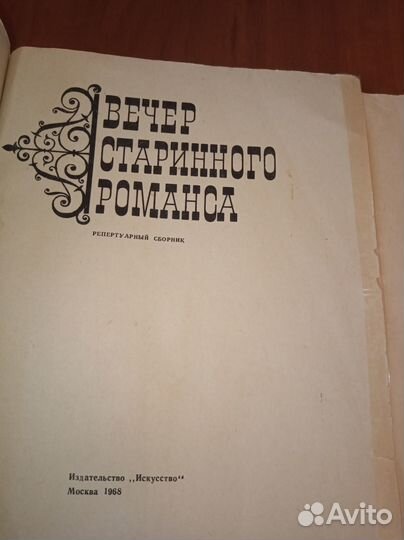 ВЕЧЕР
СТАРИННОГО
РОМАНСА
РЕПЕРТУАРНЫЙ СБОРНИК
Издательство „Искусство“
Москва 1968
Avito